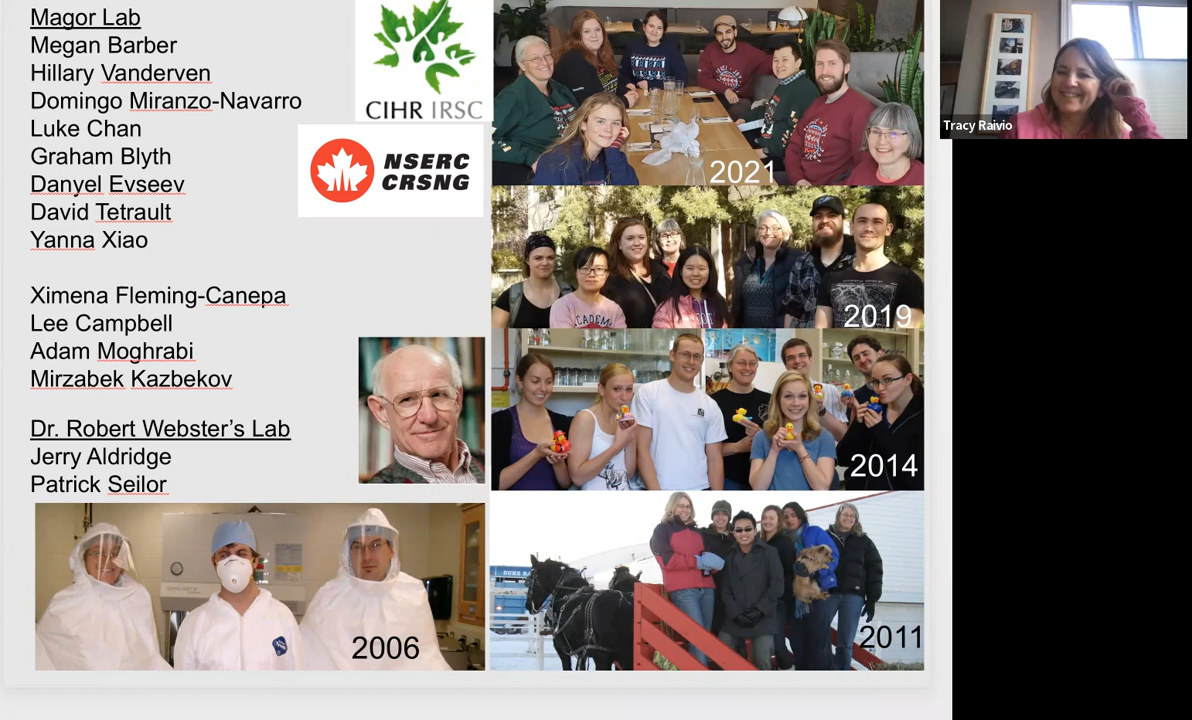 Magor Lab
Megan Barber
Hillary Vanderven
Domingo Miranzo-Navarro
Luke Chan
Graham Blyth
Danyel Evseev
David Tetrault
Yanna Xiao
Ximena Fleming-Canepa
Lee Campbell
Adam Moghrabi
Mirzabek Kazbekov
Dr. Robert Webster’s Lab
Jerry Aldridge
Patrick Seilor
CIHR IRSC
NSERC
CRSNG
2021
2019
2014
2011
2006
Tracy Raivio